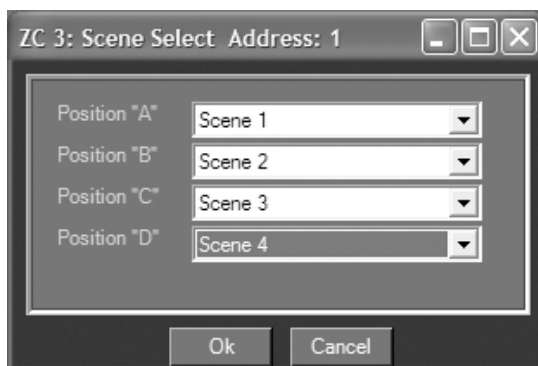 ZC 3: Scene Select Address: 1
Position "A" Scene 1
Position "B" Scene 2
Position "C" Scene 3
Position "D" Scene 4
Ok Cancel